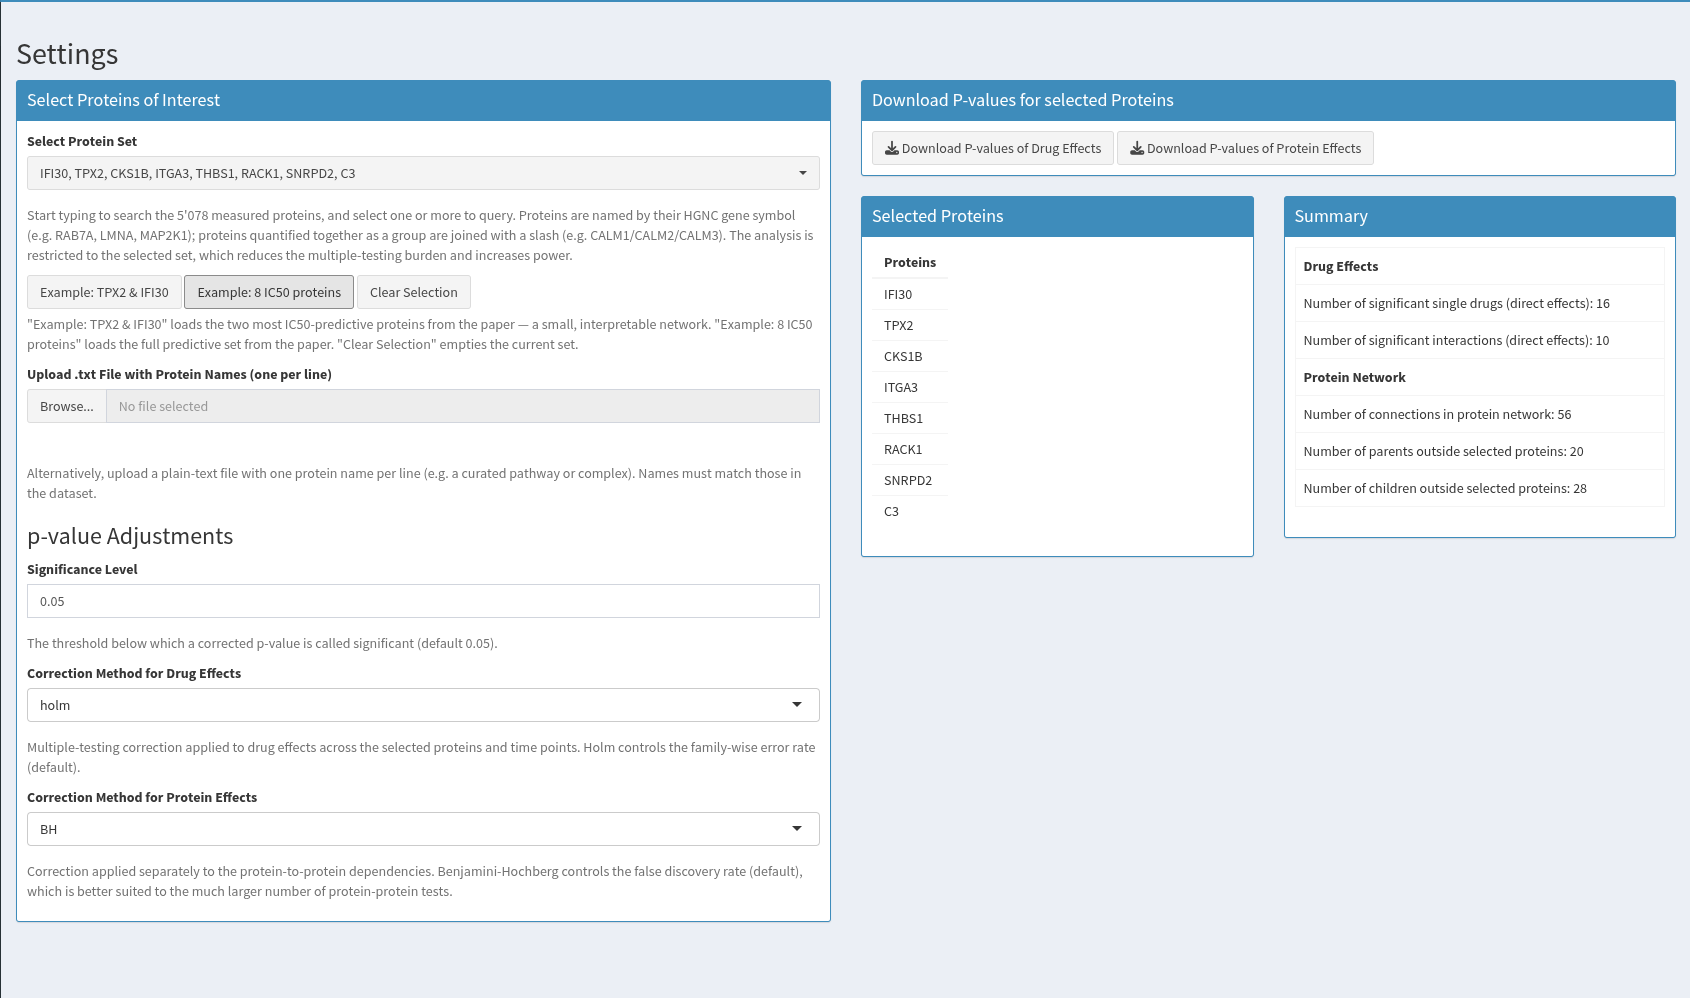 Settings
Select Proteins of Interest
Select Protein Set
IFI30, TPX2, CKS1B, ITGA3, THBS1, RACK1, SNRPD2, C3
Start typing to search the 5'078 measured proteins, and select one or more to query. Proteins are named by their HGNC gene symbol
(e.g. RAB7A, LMNA, MAP2K1); proteins quantified together as a group are joined with a slash (e.g. CALM1/CALM2/CALM3). The analysis is
restricted to the selected set, which reduces the multiple-testing burden and increases power.
Example: TPX2 & IFI30
Example: 8 IC50 proteins
Clear Selection
"Example: TPX2 & IFI30" loads the two most IC50-predictive proteins from the paper — a small, interpretable network. "Example: 8 IC50
proteins" loads the full predictive set from the paper. "Clear Selection" empties the current set.
Upload .txt File with Protein Names (one per line)
Browse...
No file selected
Alternatively, upload a plain-text file with one protein name per line (e.g. a curated pathway or complex). Names must match those in
the dataset.
p-value Adjustments
Significance Level
0.05
The threshold below which a corrected p-value is called significant (default 0.05).
Correction Method for Drug Effects
holm
Multiple-testing correction applied to drug effects across the selected proteins and time points. Holm controls the family-wise error rate
(default).
Correction Method for Protein Effects
BH
Correction applied separately to the protein-to-protein dependencies. Benjamini-Hochberg controls the false discovery rate (default),
which is better suited to the much larger number of protein-protein tests.
Download P-values for selected Proteins
Download P-values of Drug Effects
Download P-values of Protein Effects
Selected Proteins
Proteins
IFI30
TPX2
CKS1B
ITGA3
THBS1
RACK1
SNRPD2
C3
Summary
Drug Effects
Number of significant single drugs (direct effects): 16
Number of significant interactions (direct effects): 10
Protein Network
Number of connections in protein network: 56
Number of parents outside selected proteins: 20
Number of children outside selected proteins: 28